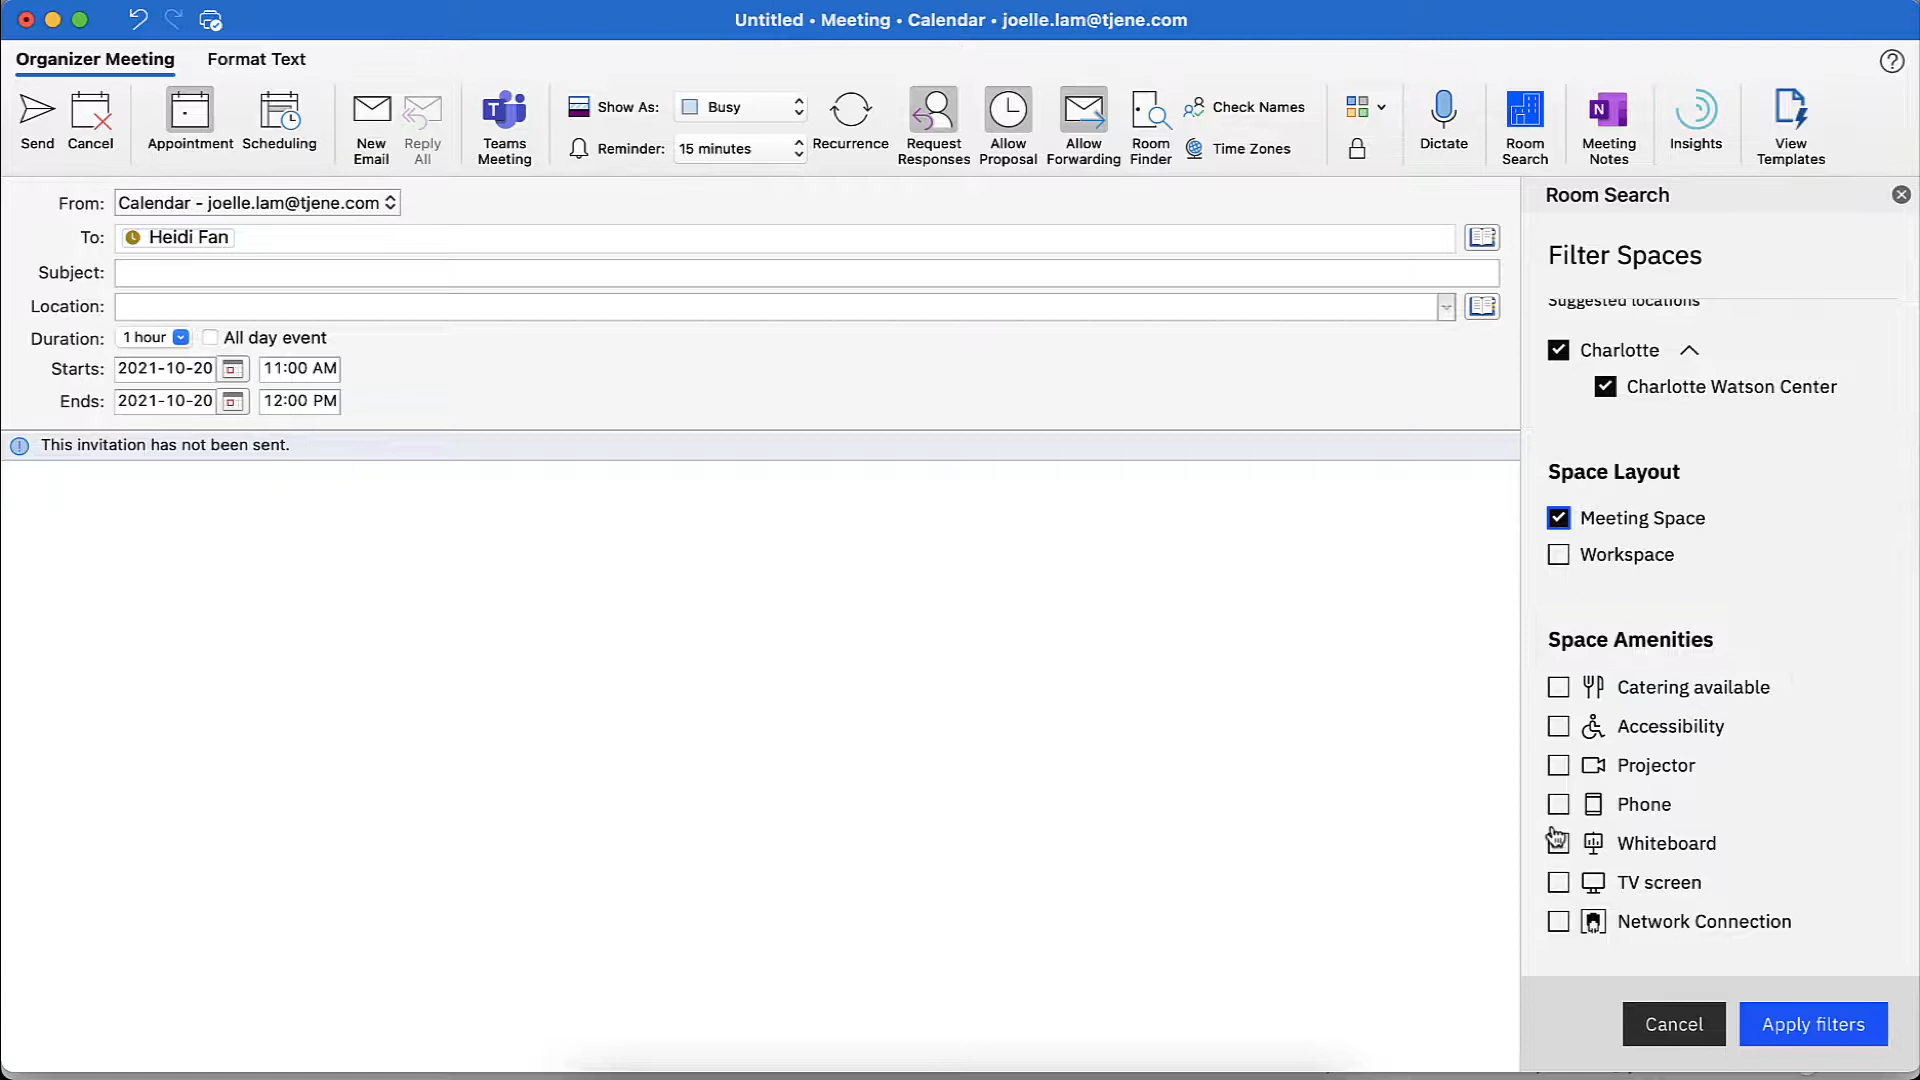 Untitled • Meeting • Calendar • joelle.lam@tjene.com
Organizer Meeting
Format Text
Send
Cancel
Appointment
Scheduling
New Email
Reply All
Teams Meeting
Show As:
Busy
Reminder:
15 minutes
Recurrence
Request Responses
Allow Proposal
Allow Forwarding
Room Finder
Check Names
Time Zones
Dictate
Room Search
Meeting Notes
Insights
View Templates
From: Calendar - joelle.lam@tjene.com
To: Heidi Fan
Subject:
Location:
Duration: 1 hour All day event
Starts: 2021-10-20 11:00 AM
Ends: 2021-10-20 12:00 PM
This invitation has not been sent.
Room Search
Filter Spaces
Suggested locations
Charlotte
Charlotte Watson Center
Space Layout
Meeting Space
Workspace
Space Amenities
Catering available
Accessibility
Projector
Phone
Whiteboard
TV screen
Network Connection
Cancel
Apply filters